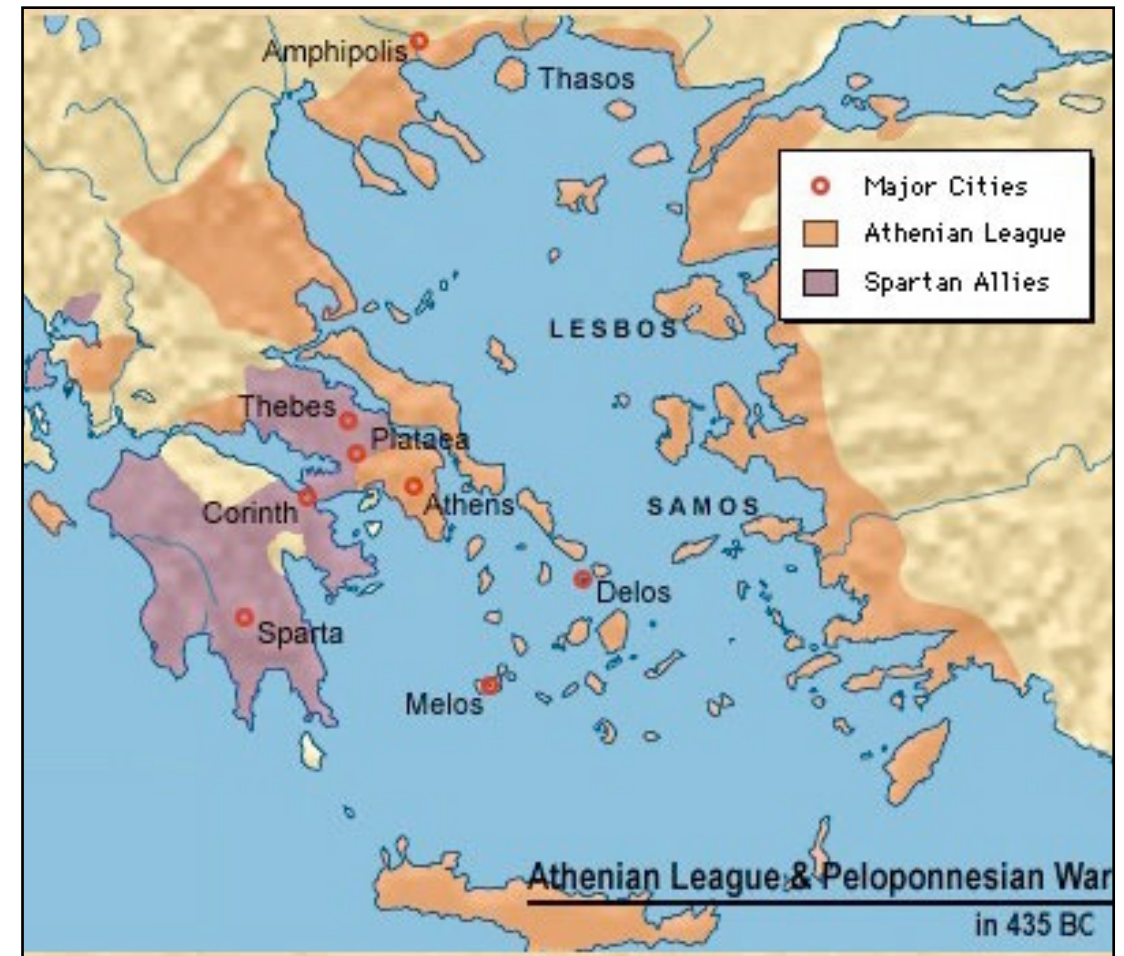 Amphipolis
Thasos
Major Cities
Athenian League
Spartan Allies
LESBOS
Thebes
Plataea
Athens
Corinth
SAMOS
Delos
Sparta
Melos
Athenian League & Peloponnesian War
in 435 BC